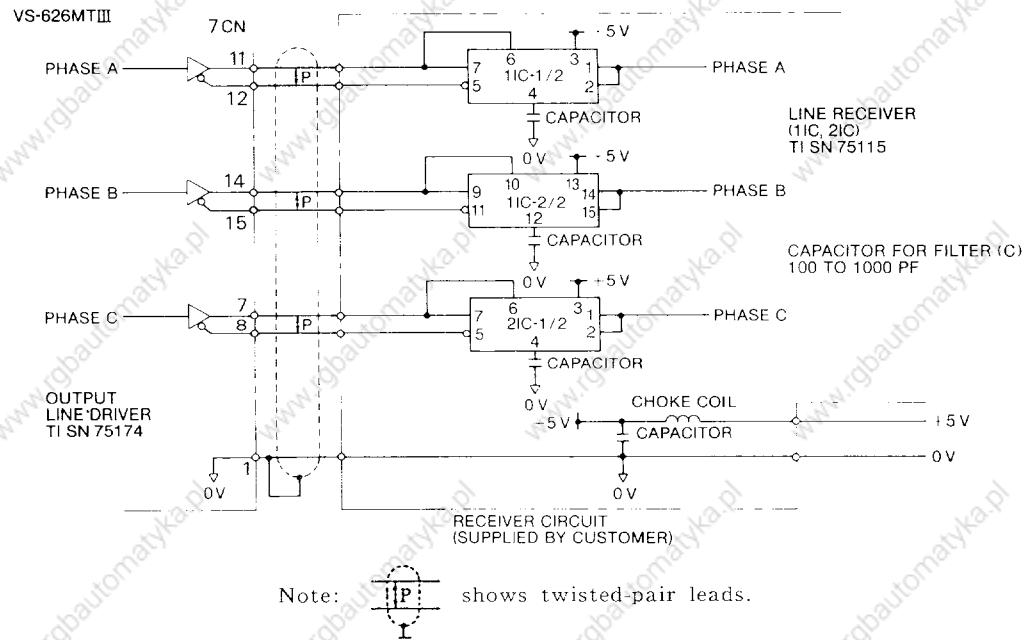 VS-626MTⅢ
7CN
PHASE A
11
12
P
7
5
6
1IC-1/2
4
3
1
2
- 5V
PHASE A
CAPACITOR
0V
LINE RECEIVER
(1IC, 2IC)
TI SN 75115
PHASE B
14
15
P
9
11
10
1IC-2/2
12
13
14
15
- 5V
PHASE B
CAPACITOR
0V
CAPACITOR FOR FILTER (C)
100 TO 1000 PF
PHASE C
7
8
P
7
5
6
2IC-1/2
4
3
1
2
+5V
PHASE C
CAPACITOR
0V
OUTPUT
LINE DRIVER
TI SN 75174
-5V
CHOKE COIL
CAPACITOR
+5V
1
0V
0V
0V
RECEIVER CIRCUIT
(SUPPLIED BY CUSTOMER)
Note: P shows twisted-pair leads.
www.rgbautomatyka.pl